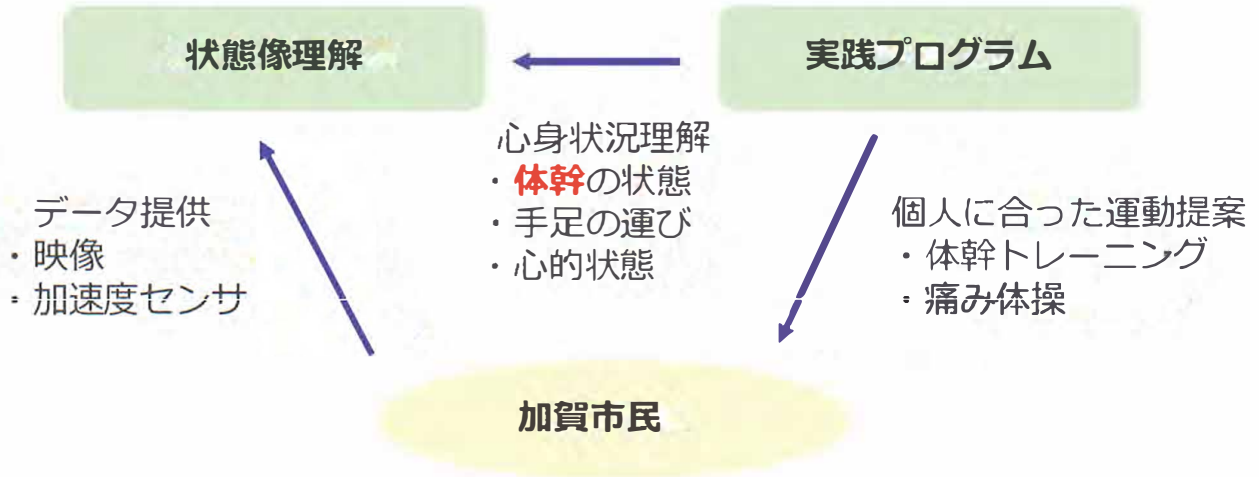 状態像理解
実践プログラム
心身状況理解
・体幹の状態
・手足の運び
・心的状態
データ提供
・映像
・加速度センサ
個人に合った運動提案
・体幹トレーニング
・痛み体操
加賀市民